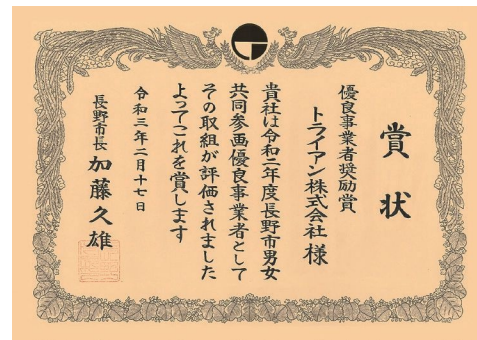 賞状
優良事業者奨励賞
トライアン株式会社 様
貴社は令和二年度長野市男女
共同参画優良事業者として
その取組が評価されました
よってこれを賞します
令和三年二月十七日
長野市長 加藤久雄